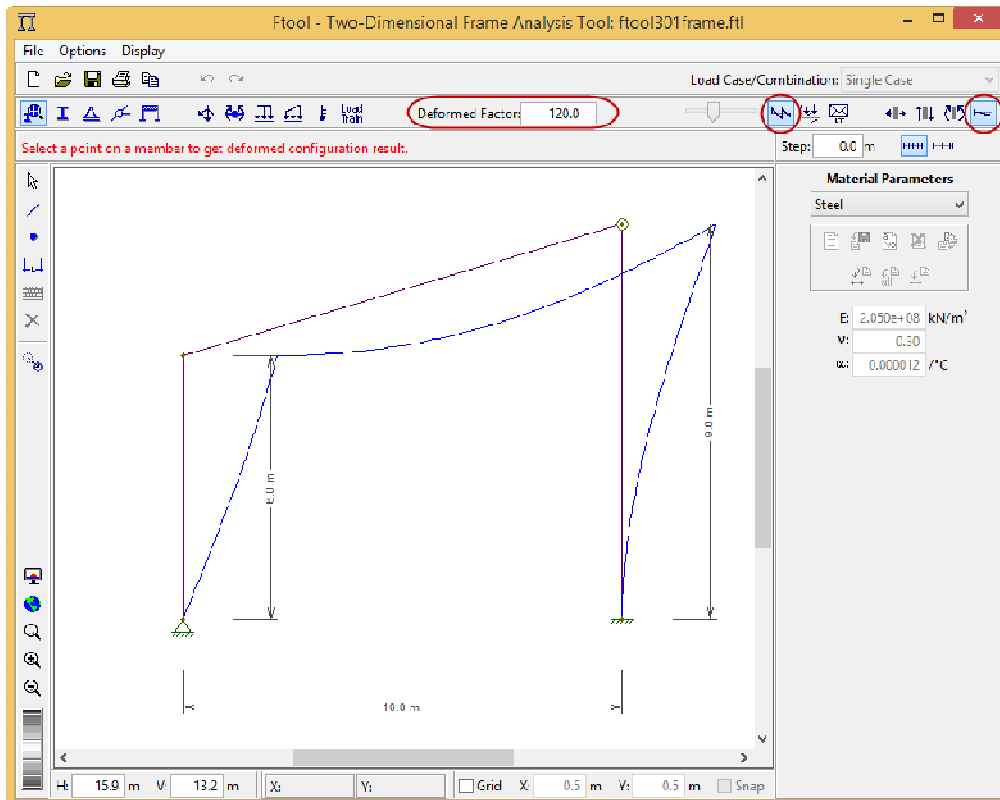 Ftool - Two-Dimensional Frame Analysis Tool: ftool301frame.ftl
File Options Display
Load Case/Combination: Single Case
Load Train
Deformed Factor: 120.0
Select a point on a member to get deformed configuration result.
Step: 0.0 m
Material Parameters
Steel
E: 2.050e+08 kN/m²
ν: 0.30
α: 0.000012 /°C
6.0 m
9.0 m
10.0 m
H: 15.9 m V: 13.2 m X: Y: Grid X: 0.5 m Y: 0.5 m Snap